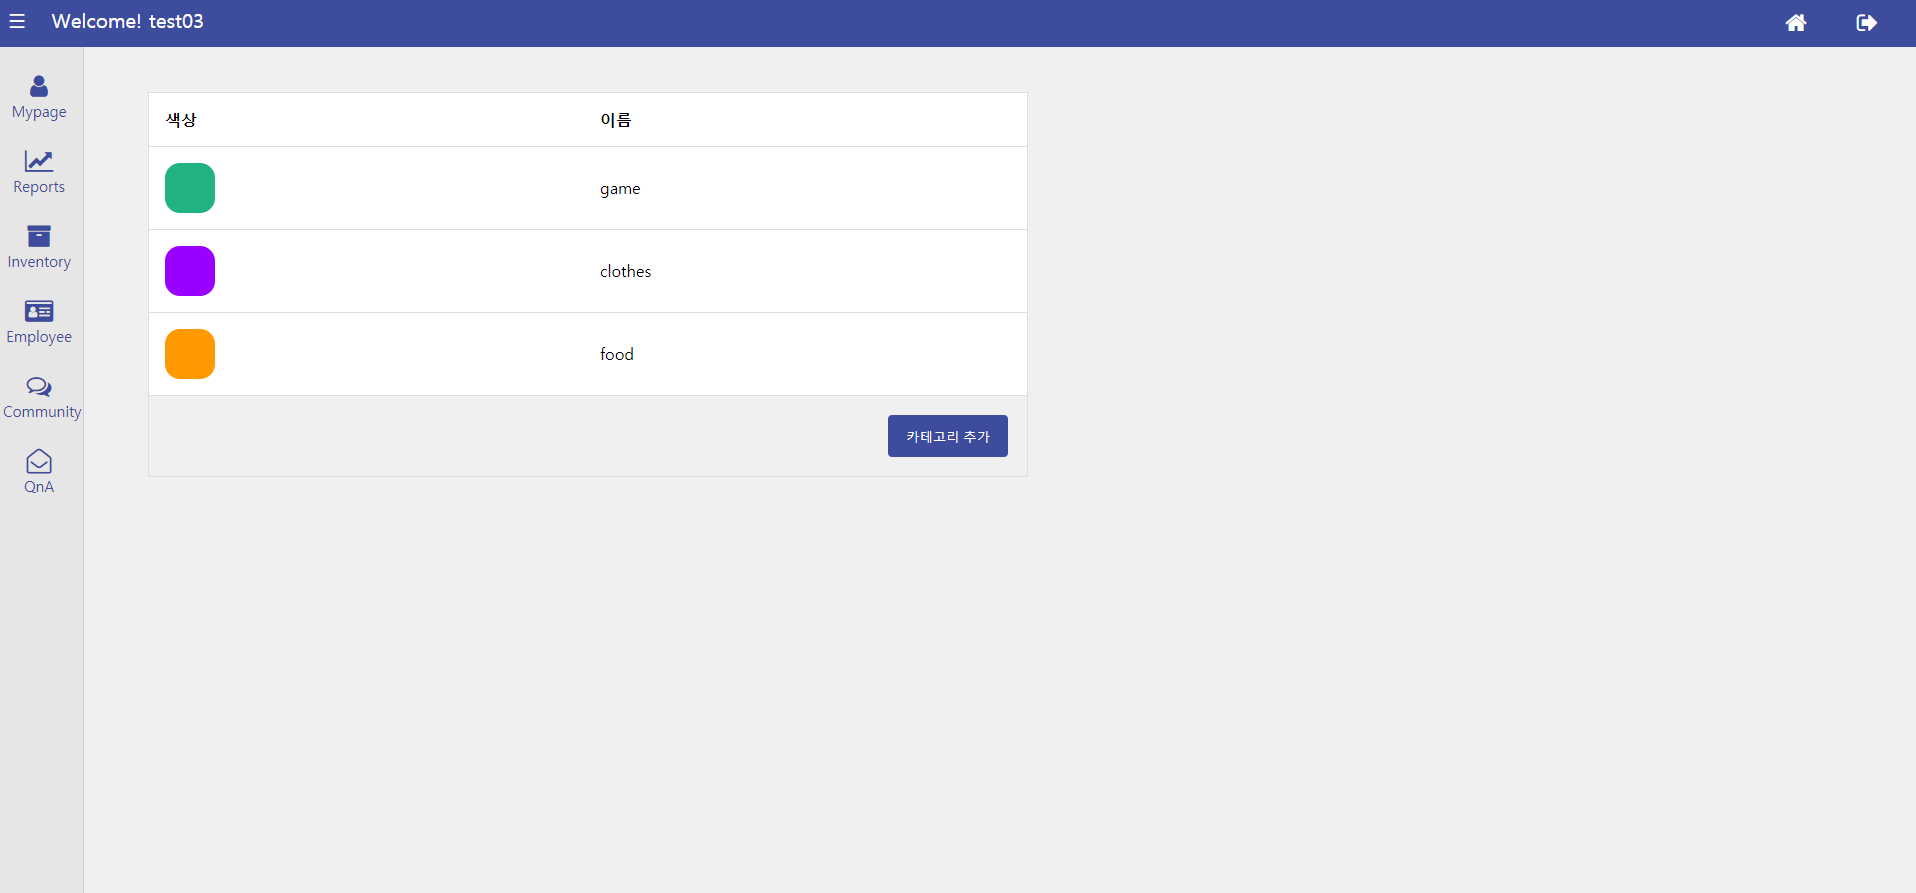 Welcome! test03
Mypage
Reports
Inventory
Employee
Community
QnA
색상 이름
game
clothes
food
카테고리 추가